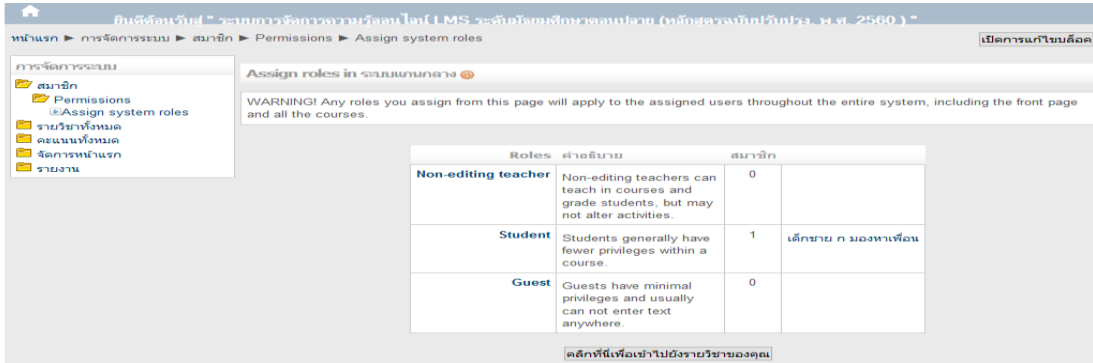 ยินดีต้อนรับสู่ " ระบบการจัดการความรู้ออนไลน์ LMS ระดับมัธยมศึกษาตอนปลาย (หลักสูตรฉบับปรับปรุง พ.ศ. 2560 ) "
หน้าแรก ► การจัดการระบบ ► สมาชิก ► Permissions ► Assign system roles
เปิดการแก้ไขบล็อค
การจัดการระบบ
สมาชิก
Permissions
Assign system roles
รายวิชาทั้งหมด
คะแนนทั้งหมด
จัดการหน้าแรก
รายงาน
Assign roles in ระบบแกนกลาง
WARNING! Any roles you assign from this page will apply to the assigned users throughout the entire system, including the front page
and all the courses.
Roles คำอธิบาย สมาชิก
Non-editing teacher Non-editing teachers can 0
teach in courses and
grade students, but may
not alter activities.
Student Students generally have 1 เด็กชาย ก มองหาเพื่อน
fewer privileges within a
course.
Guest Guests have minimal 0
privileges and usually
can not enter text
anywhere.
คลิกที่นี่เพื่อเข้าไปยังรายวิชาของคุณ